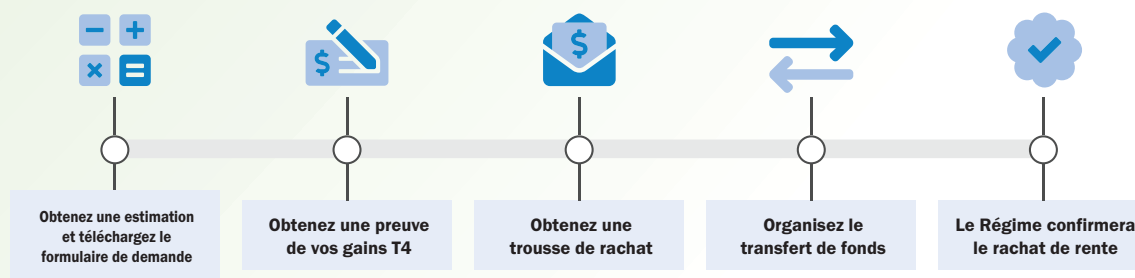 $
$
Obtenez une estimation
et téléchargez le
formulaire de demande
Obtenez une preuve
de vos gains T4
Obtenez une
trousse de rachat
Organisez le
transfert de fonds
Le Régime confirmera
le rachat de rente